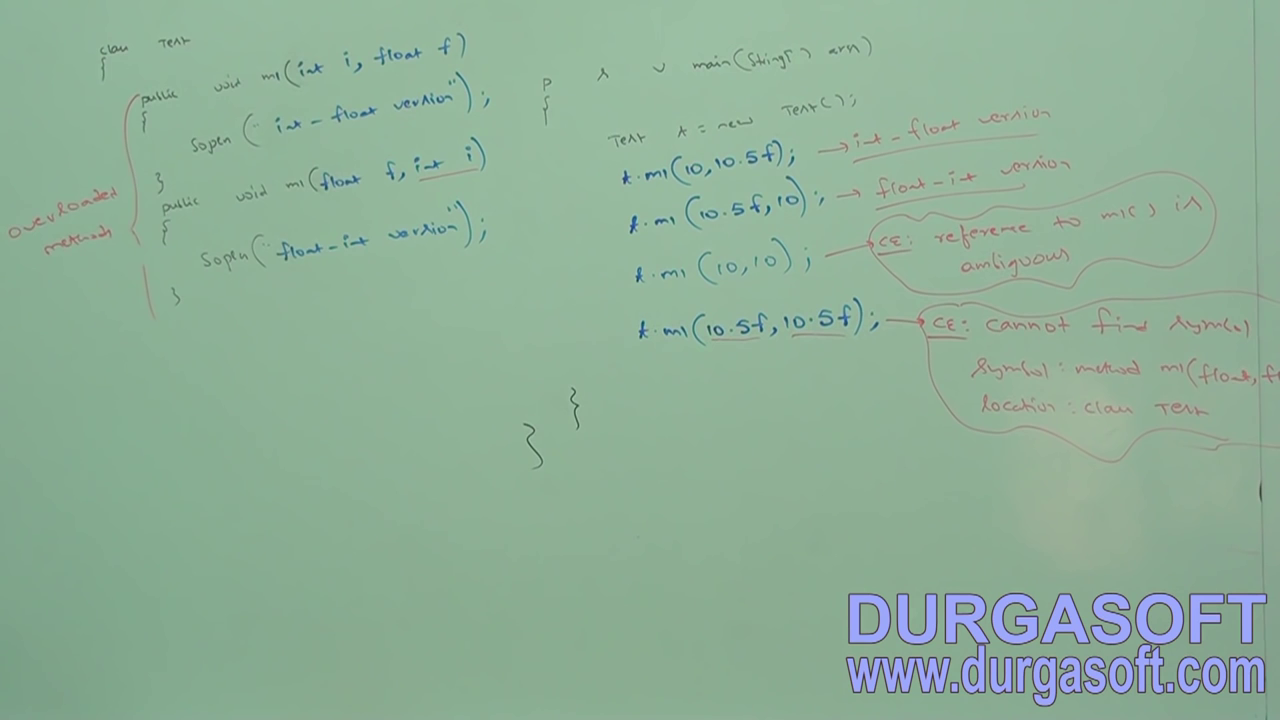 class Test
{
public void m1(int i, float f)
{
Sopln("int-float version");
}
public void m1(float f, int i)
{
Sopln("float-int version");
}
overloaded
methods
p s v main(String[] args)
{
Test t = new Test();
t.m1(10, 10.5f); → int-float version
t.m1(10.5f, 10); → float-int version
t.m1(10, 10); → CE: reference to m1() is
ambiguous
t.m1(10.5f, 10.5f); → CE: cannot find symbol
symbol: method m1(float, f
location: class Test
}
}
DURGASOFT
www.durgasoft.com